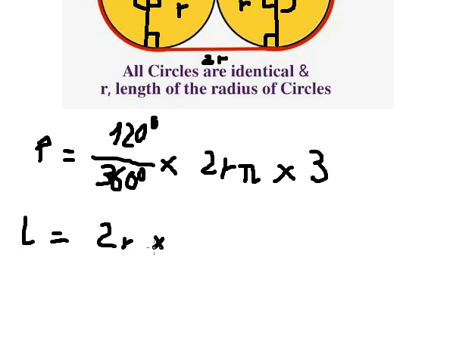 r r
2r
All Circles are identical &
r, length of the radius of Circles
P = 120°/360° × 2rπ × 3
L = 2r ×